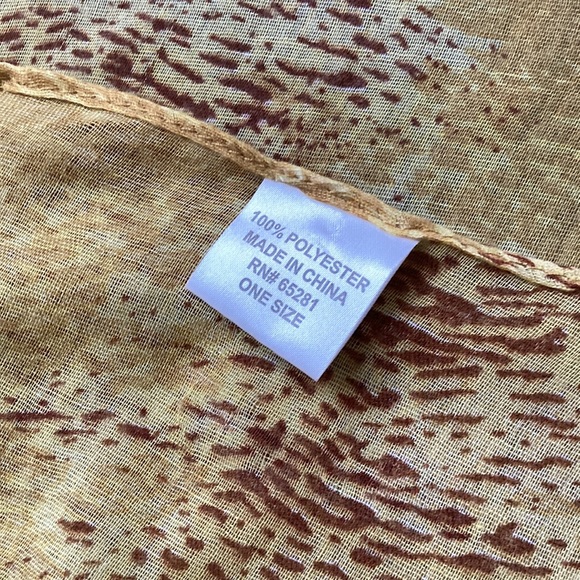 100% POLYESTER
MADE IN CHINA
RN# 65281
ONE SIZE